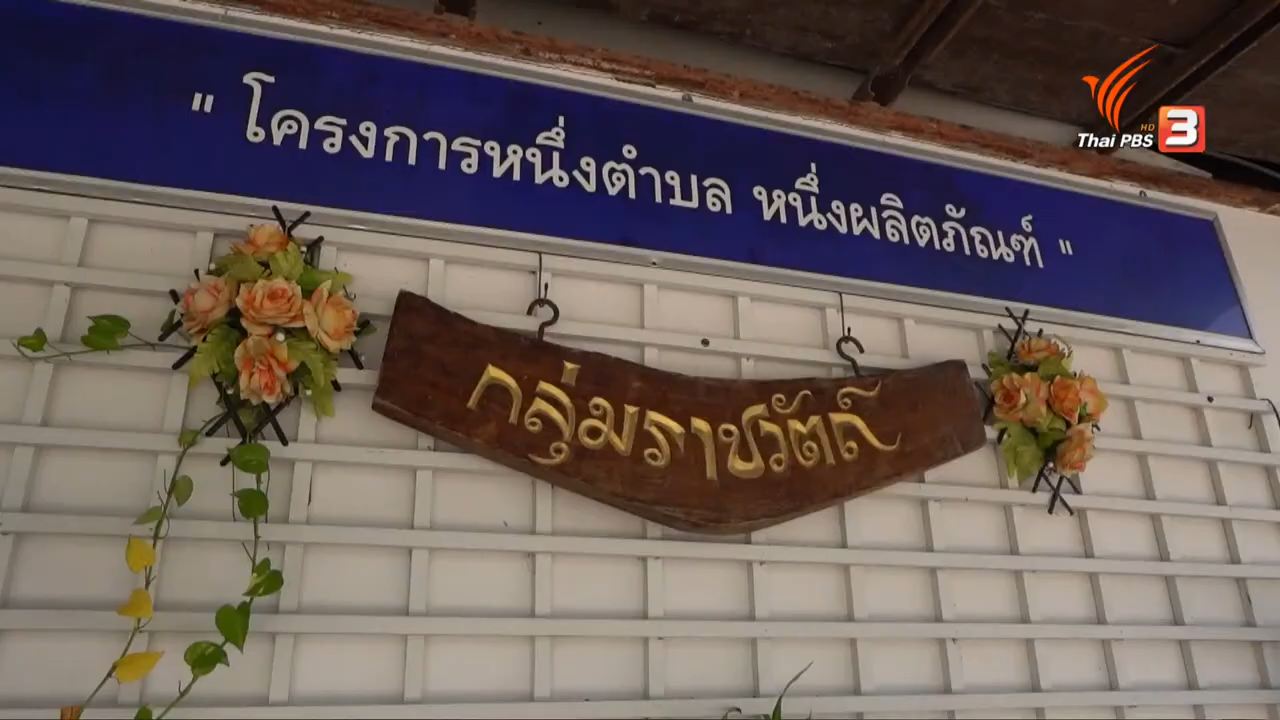 Thai PBS HD 3
" โครงการหนึ่งตำบล หนึ่งผลิตภัณฑ์ "
กลุ่มราชวัตถ์